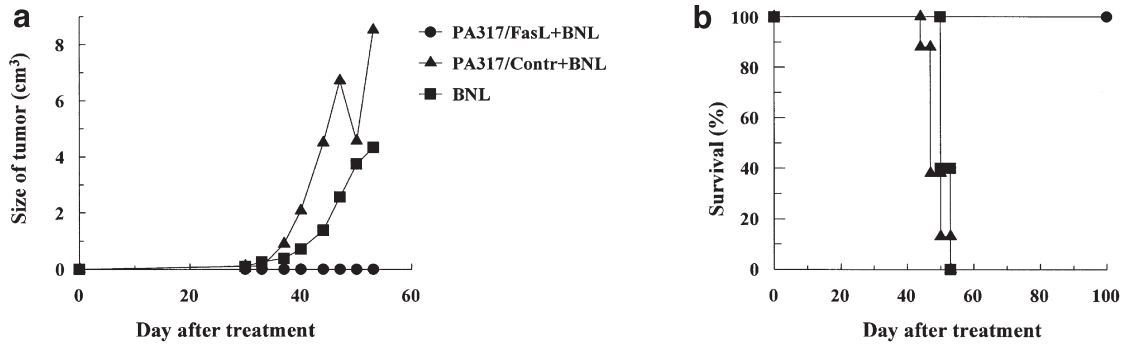 a
Size of tumor (cm³)
8
6
4
2
0
0 20 40 60
Day after treatment
PA317/FasL+BNL
PA317/Contr+BNL
BNL
b
Survival (%)
100
80
60
40
20
0
0 20 40 60 80 100
Day after treatment